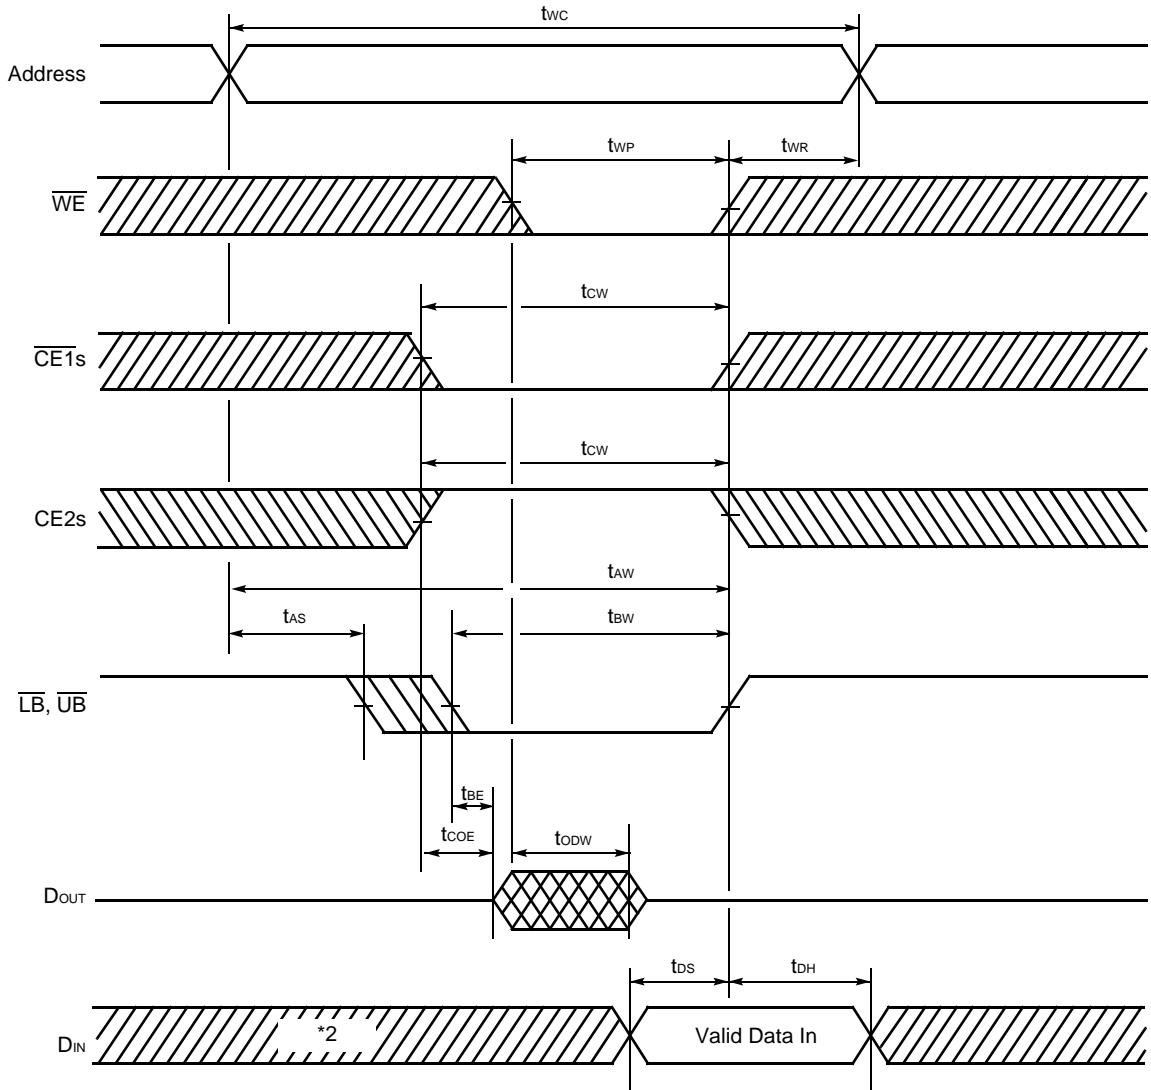 tWC
Address
tWP
tWR
WE
tCW
CE1s
tCW
CE2s
tAW
tAS
tBW
LB, UB
tBE
tCOE
tODW
DOUT
tDS
tDH
*2
Valid Data In
DIN